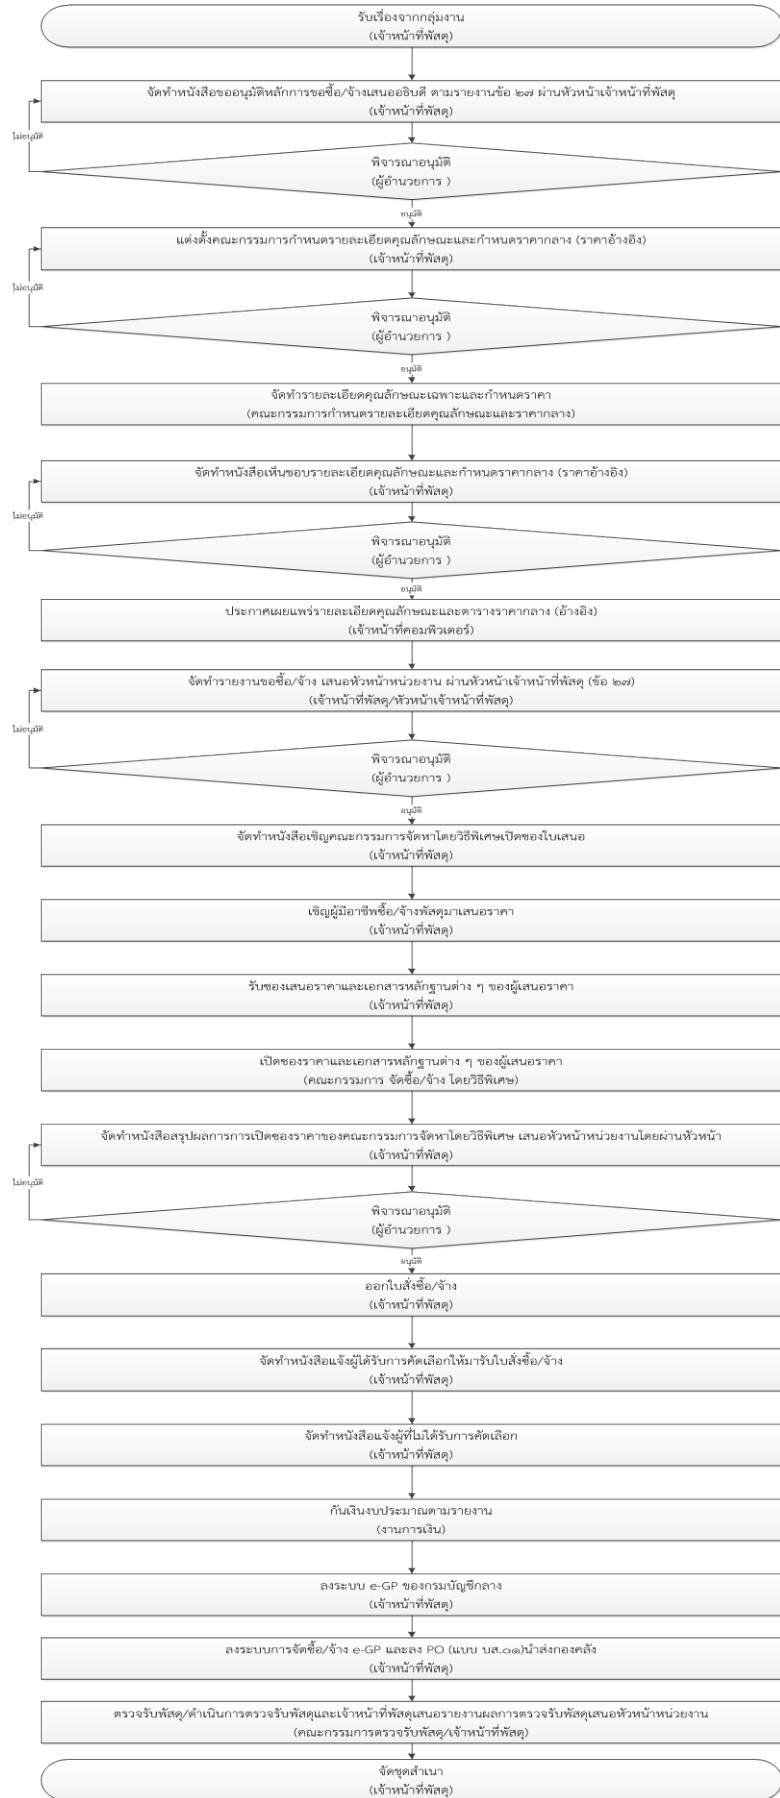 รับเรื่องจากกลุ่มงาน
(เจ้าหน้าที่พัสดุ)
จัดทำหนังสือขออนุมัติหลักการขอซื้อ/จ้างเสนออธิบดี ตามรายงานข้อ ๒๗ ผ่านหัวหน้าเจ้าหน้าที่พัสดุ
(เจ้าหน้าที่พัสดุ)
ไม่อนุมัติ
พิจารณาอนุมัติ
(ผู้อำนวยการ )
อนุมัติ
แต่งตั้งคณะกรรมการกำหนดรายละเอียดคุณลักษณะและกำหนดราคากลาง (ราคาอ้างอิง)
(เจ้าหน้าที่พัสดุ)
ไม่อนุมัติ
พิจารณาอนุมัติ
(ผู้อำนวยการ )
อนุมัติ
จัดทำรายละเอียดคุณลักษณะเฉพาะและกำหนดราคา
(คณะกรรมการกำหนดรายละเอียดคุณลักษณะและราคากลาง)
จัดทำหนังสือเห็นชอบรายละเอียดคุณลักษณะและกำหนดราคากลาง (ราคาอ้างอิง)
(เจ้าหน้าที่พัสดุ)
ไม่อนุมัติ
พิจารณาอนุมัติ
(ผู้อำนวยการ )
อนุมัติ
ประกาศเผยแพร่รายละเอียดคุณลักษณะและตารางราคากลาง (อ้างอิง)
(เจ้าหน้าที่คอมพิวเตอร์)
จัดทำรายงานขอซื้อ/จ้าง เสนอหัวหน้าหน่วยงาน ผ่านหัวหน้าเจ้าหน้าที่พัสดุ (ข้อ ๒๗)
(เจ้าหน้าที่พัสดุ/หัวหน้าเจ้าหน้าที่พัสดุ)
ไม่อนุมัติ
พิจารณาอนุมัติ
(ผู้อำนวยการ )
อนุมัติ
จัดทำหนังสือเชิญคณะกรรมการจัดหาโดยวิธีพิเศษเปิดซองใบเสนอ
(เจ้าหน้าที่พัสดุ)
เชิญผู้มีอาชีพซื้อ/จ้างพัสดุมาเสนอราคา
(เจ้าหน้าที่พัสดุ)
รับซองเสนอราคาและเอกสารหลักฐานต่าง ๆ ของผู้เสนอราคา
(เจ้าหน้าที่พัสดุ)
เปิดซองราคาและเอกสารหลักฐานต่าง ๆ ของผู้เสนอราคา
(คณะกรรมการ จัดซื้อ/จ้าง โดยวิธีพิเศษ)
จัดทำหนังสือสรุปผลการการเปิดซองราคาของคณะกรรมการจัดหาโดยวิธีพิเศษ เสนอหัวหน้าหน่วยงานโดยผ่านหัวหน้า
(เจ้าหน้าที่พัสดุ)
ไม่อนุมัติ
พิจารณาอนุมัติ
(ผู้อำนวยการ )
อนุมัติ
ออกใบสั่งซื้อ/จ้าง
(เจ้าหน้าที่พัสดุ)
จัดทำหนังสือแจ้งผู้ได้รับการคัดเลือกให้มารับใบสั่งซื้อ/จ้าง
(เจ้าหน้าที่พัสดุ)
จัดทำหนังสือแจ้งผู้ที่ไม่ได้รับการคัดเลือก
(เจ้าหน้าที่พัสดุ)
กันเงินงบประมาณตามรายงาน
(งานการเงิน)
ลงระบบ e-GP ของกรมบัญชีกลาง
(เจ้าหน้าที่พัสดุ)
ลงระบบการจัดซื้อ/จ้าง e-GP และลง PO (แบบ บส.๐๑)นำส่งกองคลัง
(เจ้าหน้าที่พัสดุ)
ตรวจรับพัสดุ/ดำเนินการตรวจรับพัสดุและเจ้าหน้าที่พัสดุเสนอรายงานผลการตรวจรับพัสดุเสนอหัวหน้าหน่วยงาน
(คณะกรรมการตรวจรับพัสดุ/เจ้าหน้าที่พัสดุ)
จัดชุดสำเนา
(เจ้าหน้าที่พัสดุ)